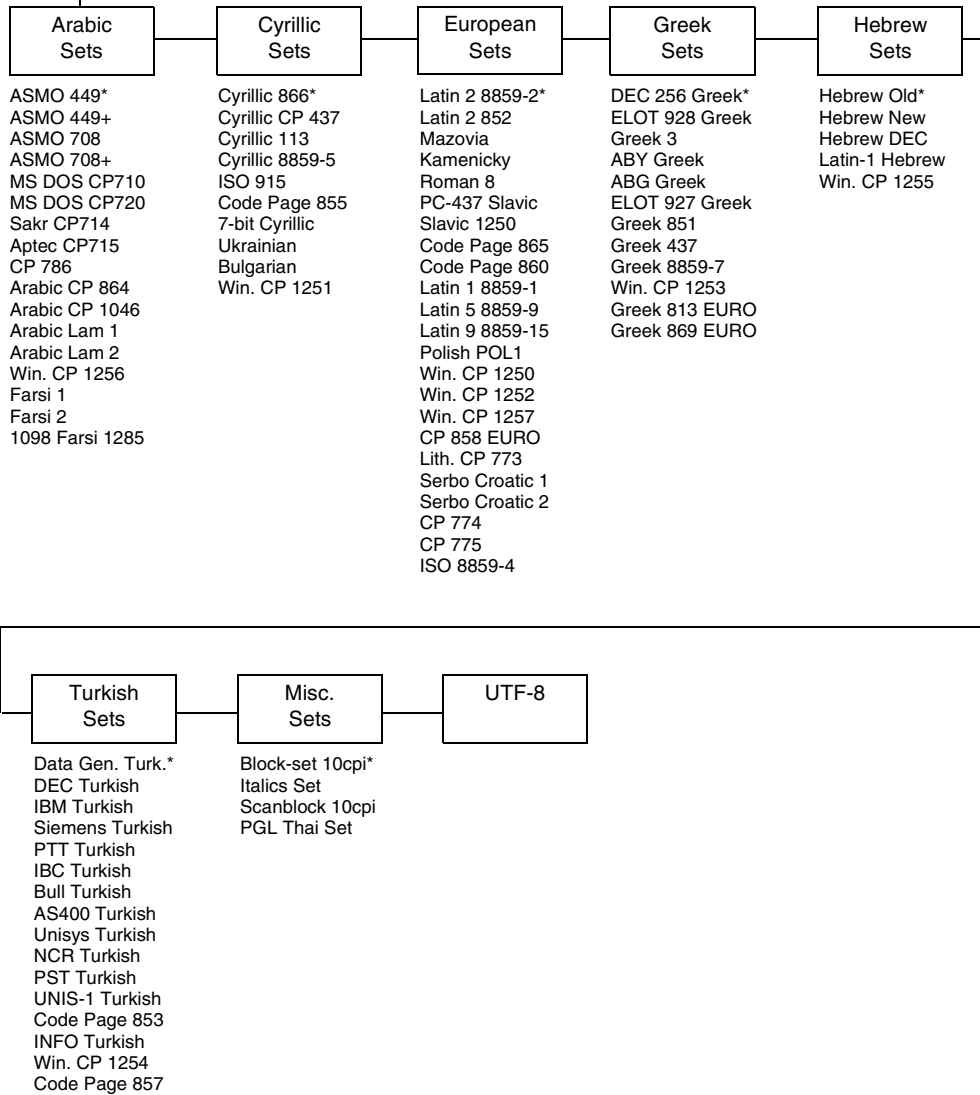 Arabic
Sets
ASMO 449*
ASMO 449+
ASMO 708
ASMO 708+
MS DOS CP710
MS DOS CP720
Sakr CP714
Aptec CP715
CP 786
Arabic CP 864
Arabic CP 1046
Arabic Lam 1
Arabic Lam 2
Win. CP 1256
Farsi 1
Farsi 2
1098 Farsi 1285
Cyrillic
Sets
Cyrillic 866*
Cyrillic CP 437
Cyrillic 113
Cyrillic 8859-5
ISO 915
Code Page 855
7-bit Cyrillic
Ukrainian
Bulgarian
Win. CP 1251
European
Sets
Latin 2 8859-2*
Latin 2 852
Mazovia
Kamenicky
Roman 8
PC-437 Slavic
Slavic 1250
Code Page 865
Code Page 860
Latin 1 8859-1
Latin 5 8859-9
Latin 9 8859-15
Polish POL1
Win. CP 1250
Win. CP 1252
Win. CP 1257
CP 858 EURO
Lith. CP 773
Serbo Croatic 1
Serbo Croatic 2
CP 774
CP 775
ISO 8859-4
Greek
Sets
DEC 256 Greek*
ELOT 928 Greek
Greek 3
ABY Greek
ABG Greek
ELOT 927 Greek
Greek 851
Greek 437
Greek 8859-7
Win. CP 1253
Greek 813 EURO
Greek 869 EURO
Hebrew
Sets
Hebrew Old*
Hebrew New
Hebrew DEC
Latin-1 Hebrew
Win. CP 1255
Turkish
Sets
Data Gen. Turk.*
DEC Turkish
IBM Turkish
Siemens Turkish
PTT Turkish
IBC Turkish
Bull Turkish
AS400 Turkish
Unisys Turkish
NCR Turkish
PST Turkish
UNIS-1 Turkish
Code Page 853
INFO Turkish
Win. CP 1254
Code Page 857
Misc.
Sets
Block-set 10cpi*
Italics Set
Scanblock 10cpi
PGL Thai Set
UTF-8